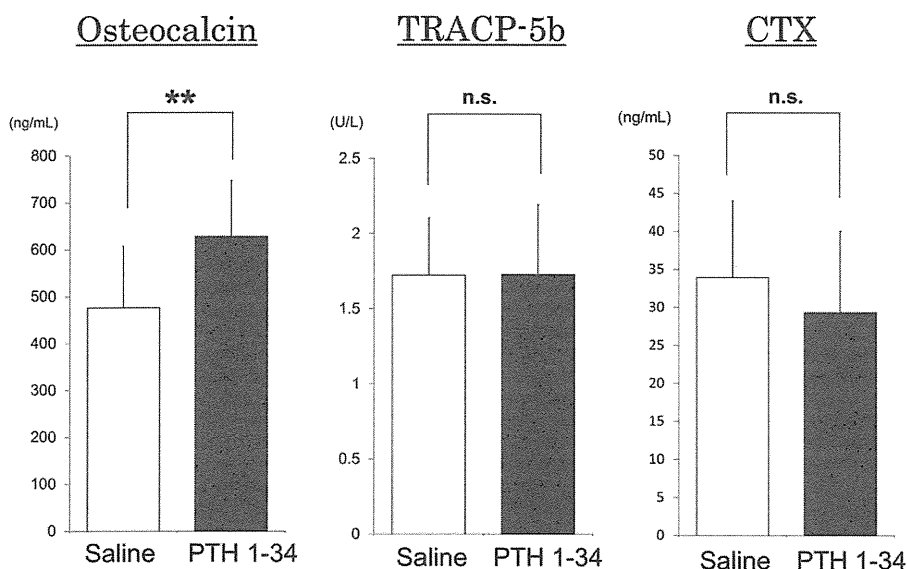 Osteocalcin
**
(ng/mL)
800
700
600
500
400
300
200
100
0
Saline PTH 1-34
TRACP-5b
n.s.
(U/L)
2.5
2
1.5
1
0.5
0
Saline PTH 1-34
CTX
n.s.
(ng/mL)
50
45
40
35
30
25
20
15
10
5
0
Saline PTH 1-34